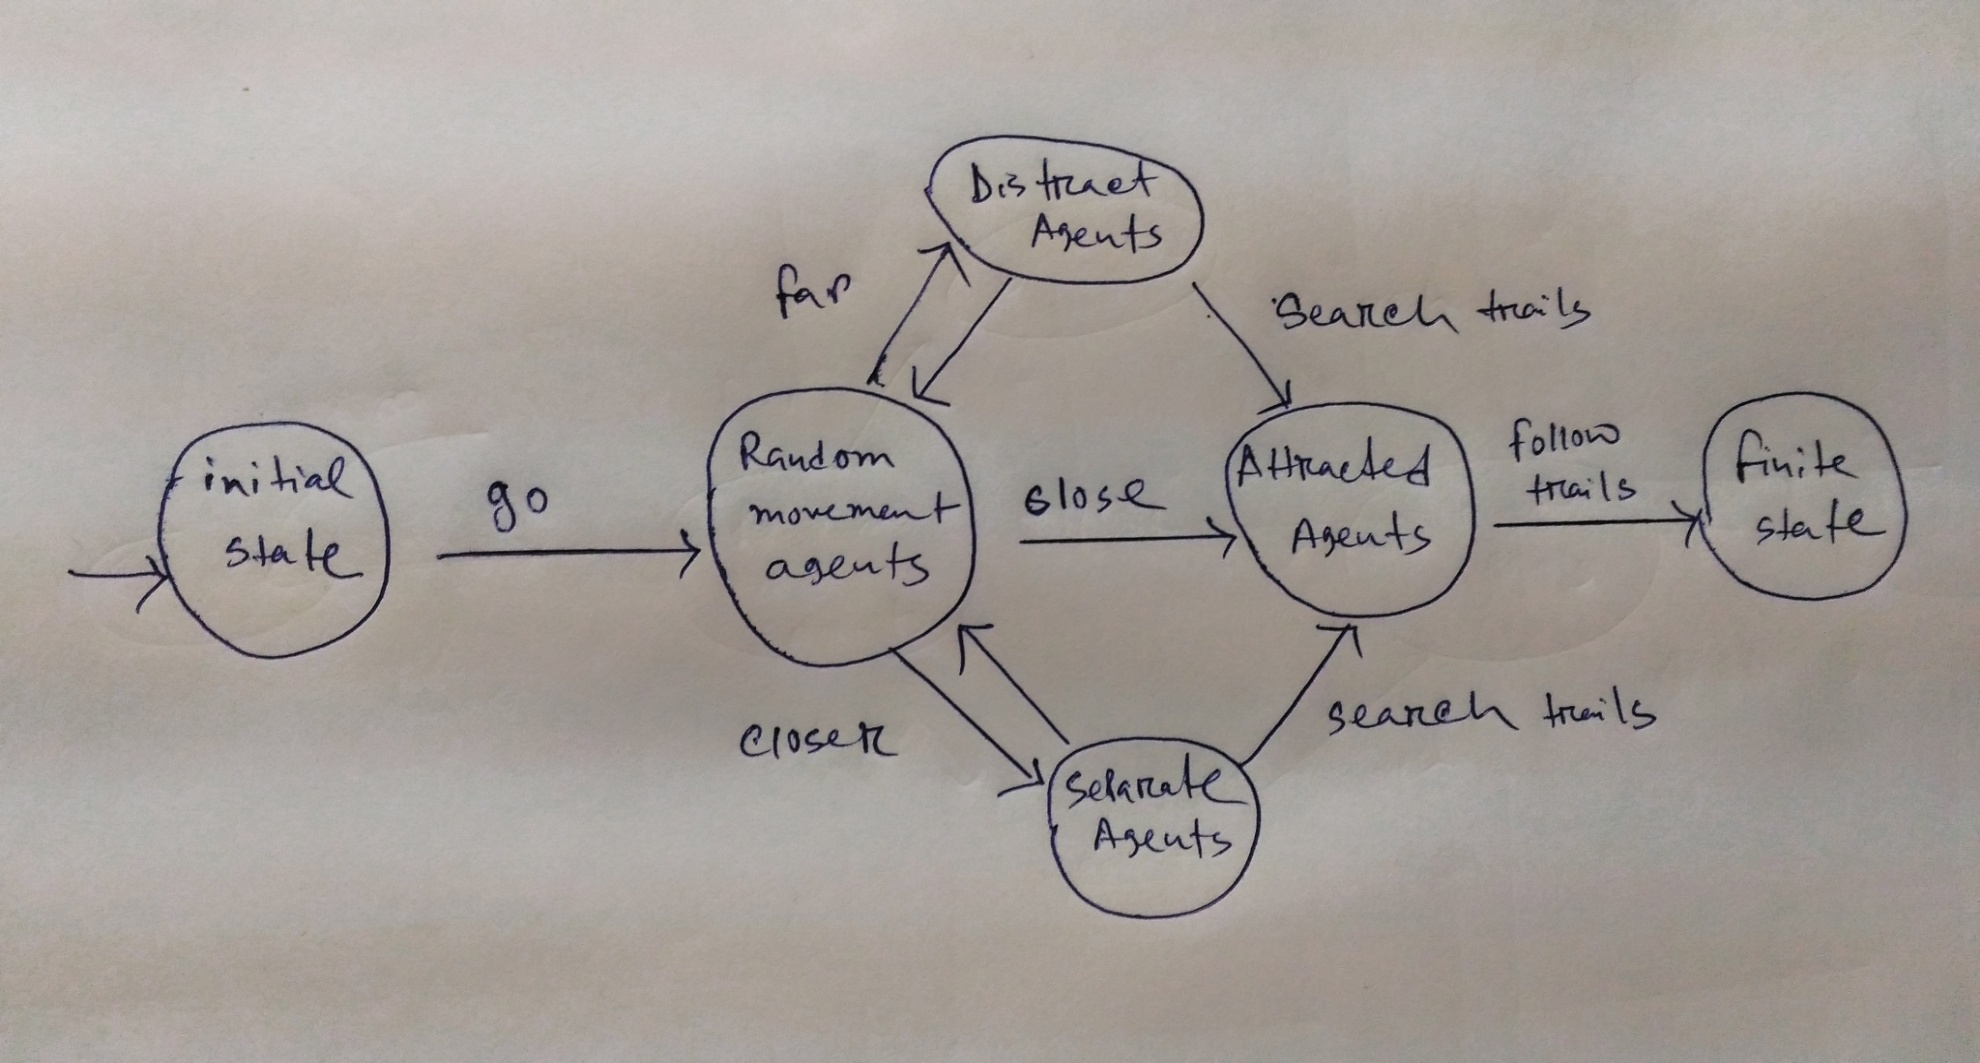 Distract
Agents
far
Search trails
initial
state
go
Random
movement
agents
close
Attracted
Agents
follow
trails
finite
state
closer
search trails
Separate
Agents